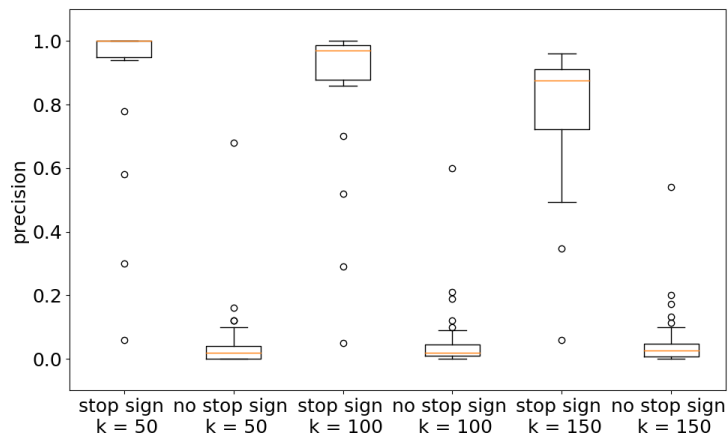 precision
1.0
0.8
0.6
0.4
0.2
0.0
stop sign no stop sign stop sign no stop sign stop sign no stop sign
k = 50 k = 50 k = 100 k = 100 k = 150 k = 150